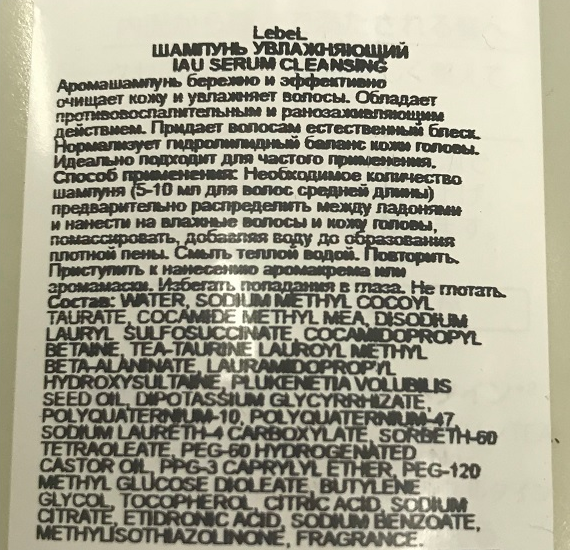 LebeL
ШАМПУНЬ УВЛАЖНЯЮЩИЙ
IAU SERUM CLEANSING
Аромашампунь бережно и эффективно
очищает кожу и увлажняет волосы. Обладает
противовоспалительным и ранозаживляющим
действием. Придает волосам естественный блеск.
Нормализует гидролипидный баланс кожи головы.
Идеально подходит для частого применения.
Способ применения: Необходимое количество
шампуня (5-10 мл для волос средней длины)
предварительно распределить между ладонями
и нанести на влажные волосы и кожу головы,
помассировать, добавляя воду до образования
плотной пены. Смыть теплой водой. Повторить.
Приступить к нанесению аромакрема или
аромамаски. Избегать попадания в глаза. Не глотать.
Состав: WATER, SODIUM METHYL COCOYL
TAURATE, COCAMIDE METHYL MEA, DISODIUM
LAURYL SULFOSUCCINATE, COCAMIDOPROPYL
BETAINE, TEA-TAURINE LAUROYL METHYL
BETA-ALANINATE, LAURAMIDOPROPYL
HYDROXYSULTAINE, PLUKENETIA VOLUBILIS
SEED OIL, DIPOTASSIUM GLYCYRRHIZATE,
POLYQUATERNIUM-10, POLYQUATERNIUM-47
SODIUM LAURETH-4 CARBOXYLATE, SORBETH-60
TETRAOLEATE, PEG-60 HYDROGENATED
CASTOR OIL, PPG-3 CAPRYLYL ETHER, PEG-120
METHYL GLUCOSE DIOLEATE, BUTYLENE
GLYCOL, TOCOPHEROL, CITRIC ACID, SODIUM
CITRATE, ETIDRONIC ACID, SODIUM BENZOATE,
METHYLISOTHIAZOLINONE, FRAGRANCE.